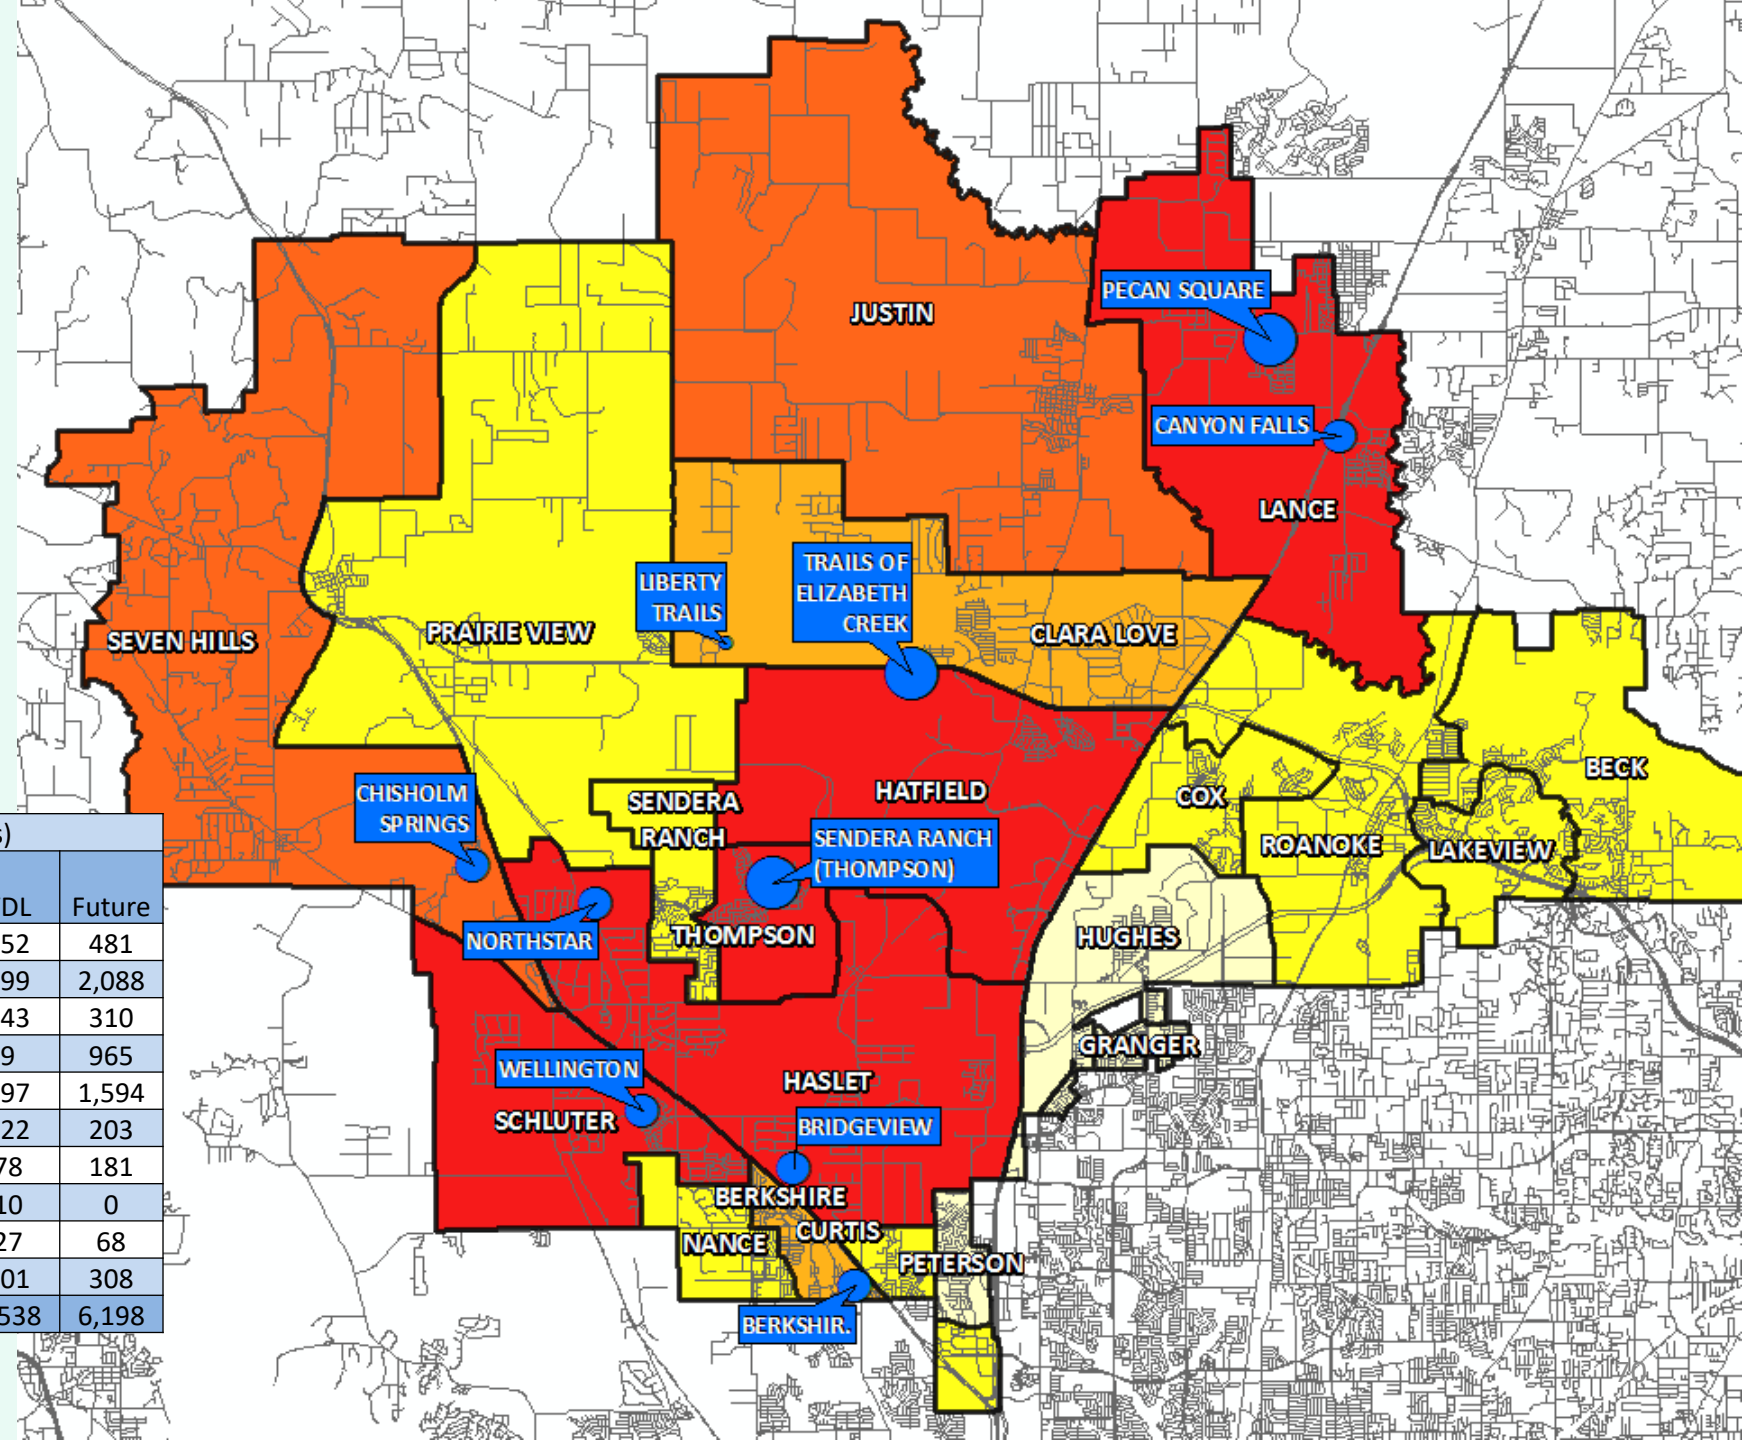 JUSTIN
PECAN SQUARE
CANYON FALLS
LANCE
TRAILS OF
ELIZABETH
CREEK
LIBERTY
TRAILS
CLARA LOVE
PRAIRIE VIEW
SEVEN HILLS
BECK
CHISHOLM
SPRINGS
SENDERA
RANCH
HATFIELD
COX
SENDERA RANCH
(THOMPSON)
ROANOKE
LAKEVIEW
NORTHSTAR
THOMPSON
HUGHES
GRANGER
WELLINGTON
HASLET
SCHLUTER
BRIDGEVIEW
BERKSHIRE
CURTIS
NANCE
PETERSON
BERKSHIR.
s)
DL Future
52 481
99 2,088
43 310
9 965
97 1,594
22 203
78 181
10 0
27 68
01 308
538 6,198